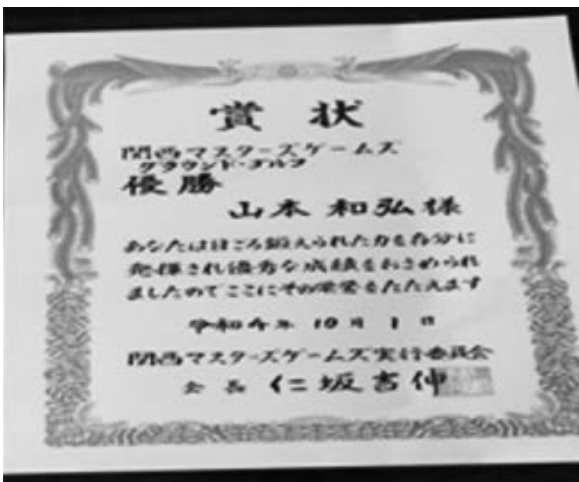 賞状
関西マスターズゲームズ
グラウンド・ゴルフ
優勝
山本 和弘 様
あなたは日ごろ鍛えられた力を存分に
発揮され優秀な成績をおさめられ
ましたのでここにその栄誉をたたえます
令和4年10月1日
関西マスターズゲームズ実行委員会
会長 仁坂吉伸